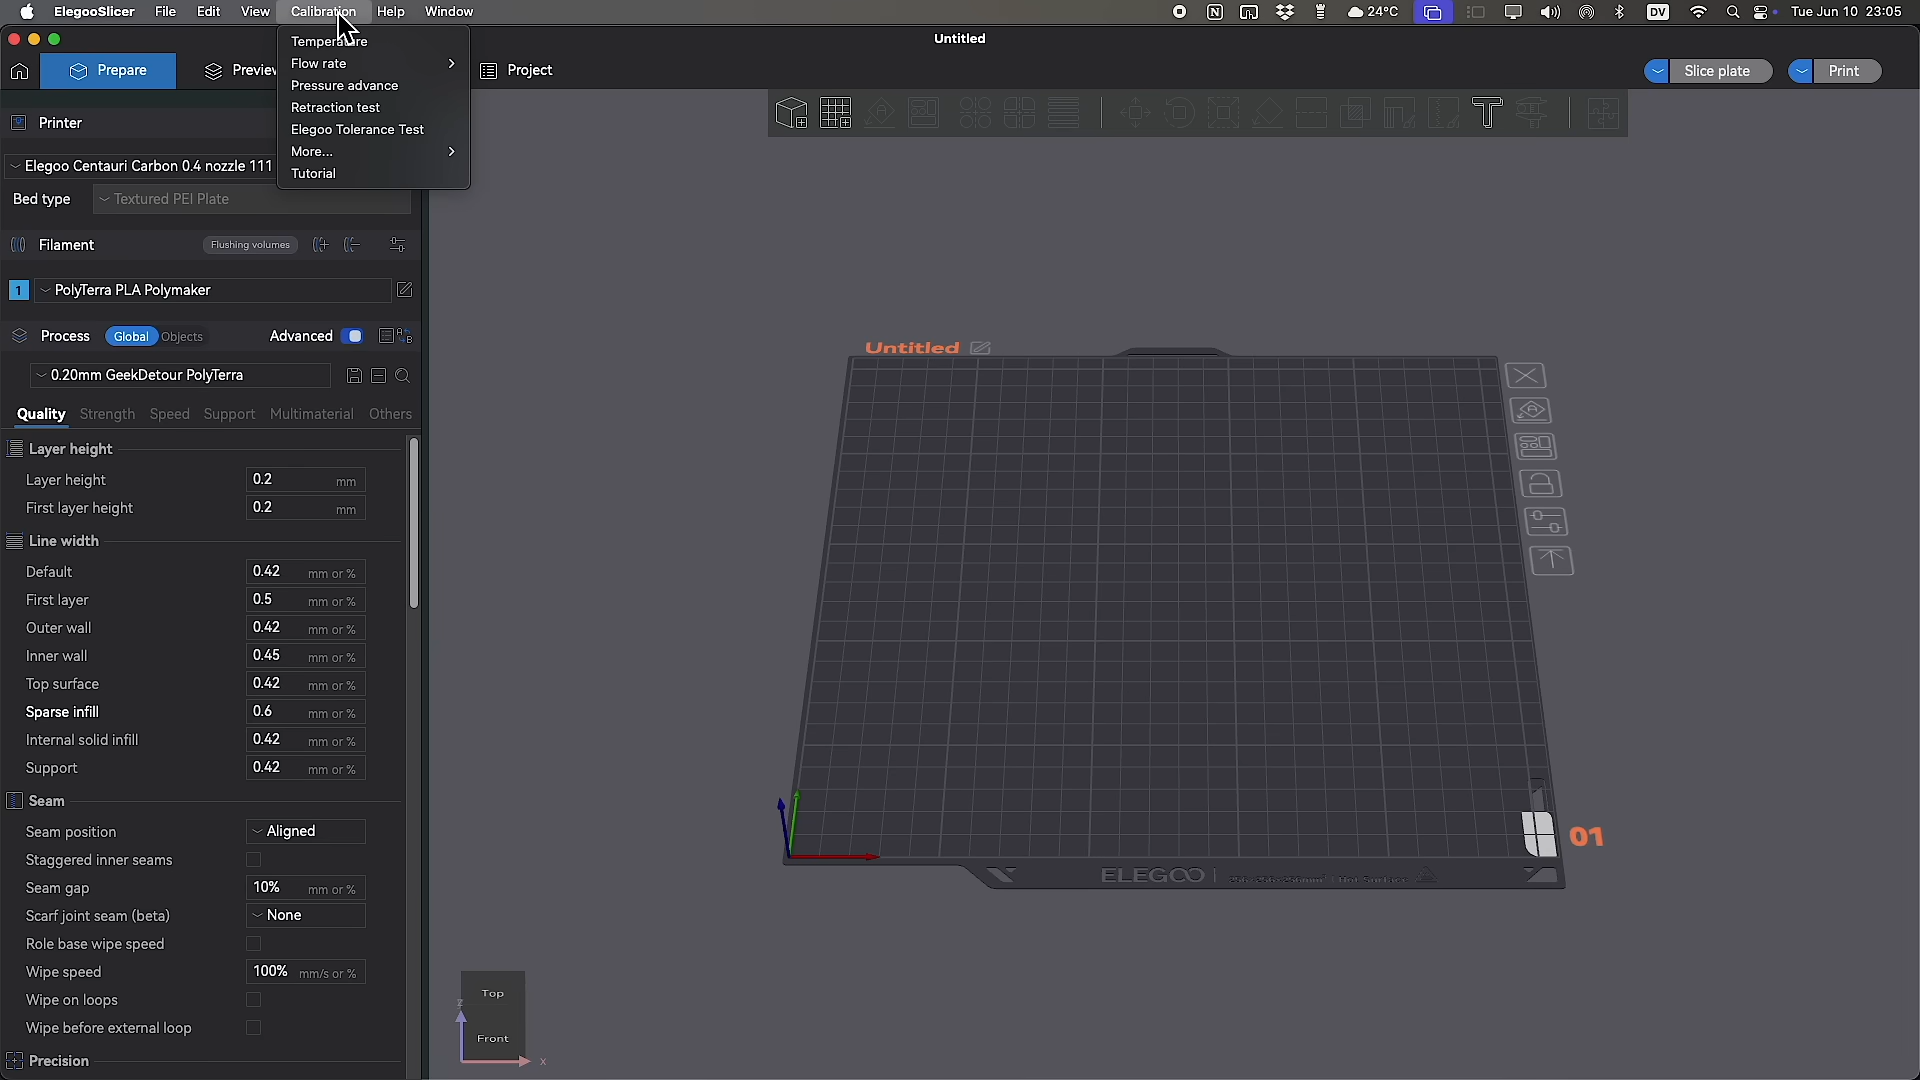 ElegooSlicer File Edit View Calibration Help Window
24°C DV Tue Jun 10 23:05
Untitled
Prepare Preview Project Slice plate Print
Temperature
Flow rate
Pressure advance
Retraction test
Elegoo Tolerance Test
More...
Tutorial
Printer
Elegoo Centauri Carbon 0.4 nozzle 111
Bed type Textured PEI Plate
Filament Flushing volumes
1 PolyTerra PLA Polymaker
Process Global Objects Advanced
0.20mm GeekDetour PolyTerra
Quality Strength Speed Support Multimaterial Others
Layer height
Layer height 0.2 mm
First layer height 0.2 mm
Line width
Default 0.42 mm or %
First layer 0.5 mm or %
Outer wall 0.42 mm or %
Inner wall 0.45 mm or %
Top surface 0.42 mm or %
Sparse infill 0.6 mm or %
Internal solid infill 0.42 mm or %
Support 0.42 mm or %
Seam
Seam position Aligned
Staggered inner seams
Seam gap 10% mm or %
Scarf joint seam (beta) None
Role base wipe speed
Wipe speed 100% mm/s or %
Wipe on loops
Wipe before external loop
Precision
Untitled
01
ELEGOO
Top
Front
Z
X